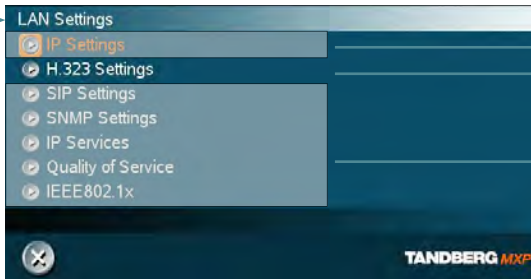 LAN Settings
IP Settings
H.323 Settings
SIP Settings
SNMP Settings
IP Services
Quality of Service
IEEE802.1x
TANDBERG MXP